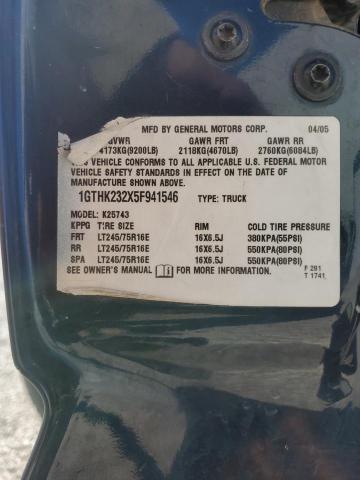 MFD BY GENERAL MOTORS CORP. 04/05
GVWR GAWR FRT GAWR RR
4173KG(9200LB) 2118KG(4670LB) 2760KG(6084LB)
THIS VEHICLE CONFORMS TO ALL APPLICABLE U.S. FEDERAL MOTOR
VEHICLE SAFETY STANDARDS IN EFFECT ON THE DATE OF
MANUFACTURE SHOWN ABOVE.
1GTHK232X5F941546 TYPE: TRUCK
MODEL: K25743
KPPG TIRE SIZE RIM COLD TIRE PRESSURE
FRT LT245/75R16E 16X6.5J 380KPA(55PSI)
RR LT245/75R16E 16X6.5J 550KPA(80PSI)
SPA LT245/75R16E 16X6.5J 550KPA(80PSI)
SEE OWNER'S MANUAL FOR MORE INFORMATION. F 291
T 1741